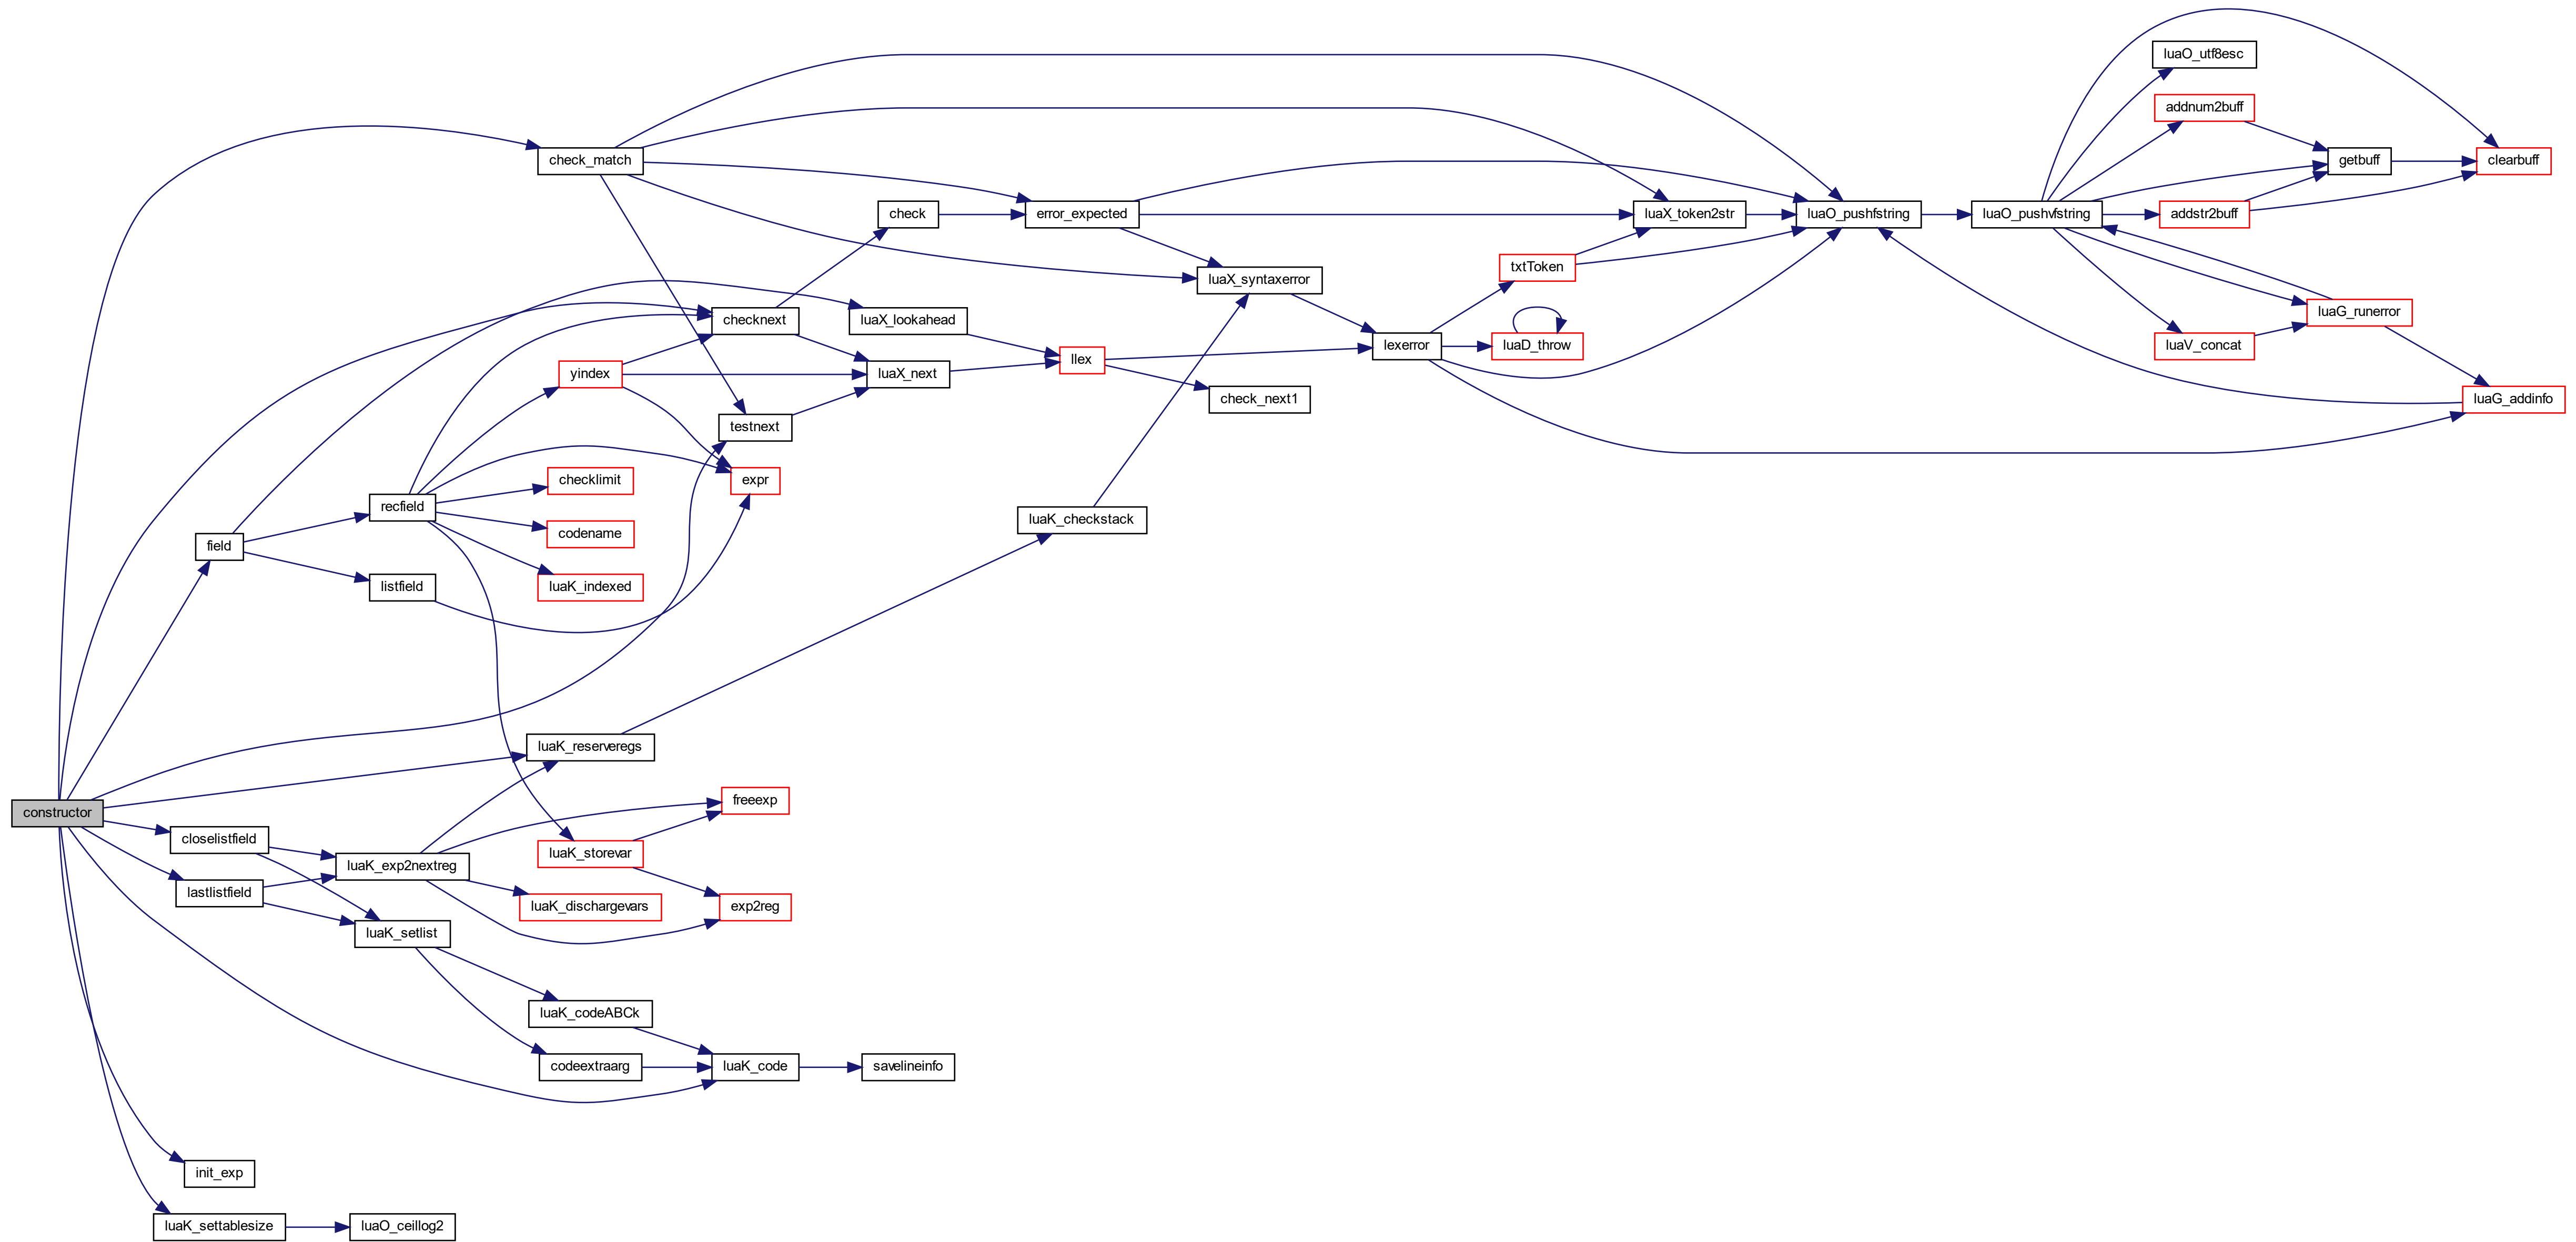 luaO_utf8esc
addnum2buff
check_match
getbuff
clearbuff
check
error_expected
luaX_token2str
luaO_pushfstring
luaO_pushvfstring
addstr2buff
txtToken
luaX_syntaxerror
luaG_runerror
checknext
luaX_lookahead
lexerror
luaD_throw
luaV_concat
llex
yindex
luaX_next
check_next1
luaG_addinfo
testnext
expr
checklimit
recfield
luaK_checkstack
codename
field
listfield
luaK_indexed
luaK_reserveregs
freeexp
constructor
closelistfield
luaK_exp2nextreg
luaK_storevar
lastlistfield
luaK_dischargevars
exp2reg
luaK_setlist
luaK_codeABCk
codeextraarg
luaK_code
savelineinfo
init_exp
luaK_settablesize
luaO_ceillog2